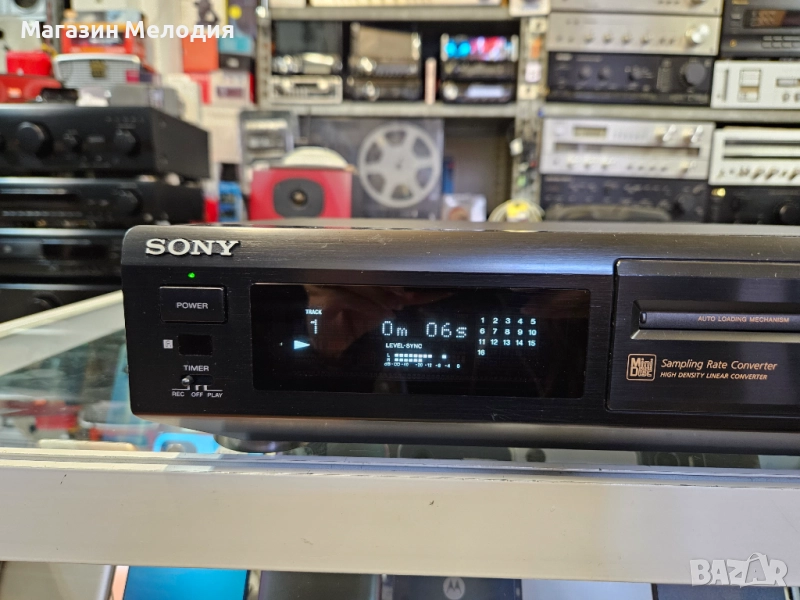 Магазин Мелодия
SONY
POWER
TIMER
REC OFF PLAY
TRACK
1
0m 06s
LEVEL-SYNC
L
R
1 2 3 4 5
6 7 8 9 10
11 12 13 14 15
16
AUTO LOADING MECHANISM
Mini Disc
Sampling Rate Converter
HIGH DENSITY LINEAR CONVERTER
BAZAR